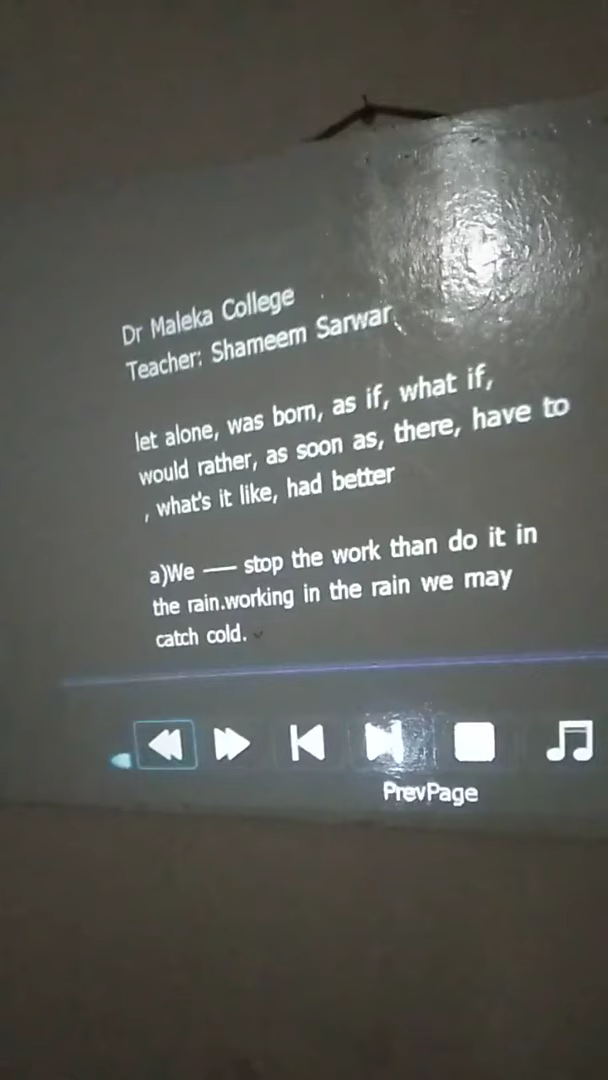 Dr Maleka College
Teacher: Shameem Sarwar
let alone, was born, as if, what if,
would rather, as soon as, there, have to
, what's it like, had better
a)We — stop the work than do it in
the rain.working in the rain we may
catch cold.
PrevPage